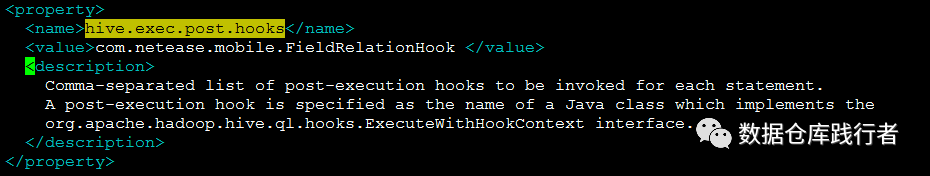 <property>
<name>hive.exec.post.hooks</name>
<value>com.netease.mobile.FieldRelationHook </value>
<description>
Comma-separated list of post-execution hooks to be invoked for each statement.
A post-execution hook is specified as the name of a Java class which implements the
org.apache.hadoop.hive.ql.hooks.ExecuteWithHookContext interface.
</description>
</property>
数据仓库践行者